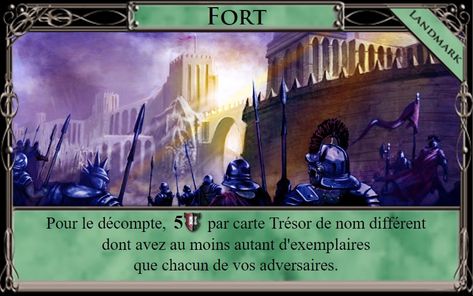 Fort
LANDMARK
Pour le décompte, 5 par carte Trésor de nom différent
dont avez au moins autant d'exemplaires
que chacun de vos adversaires.